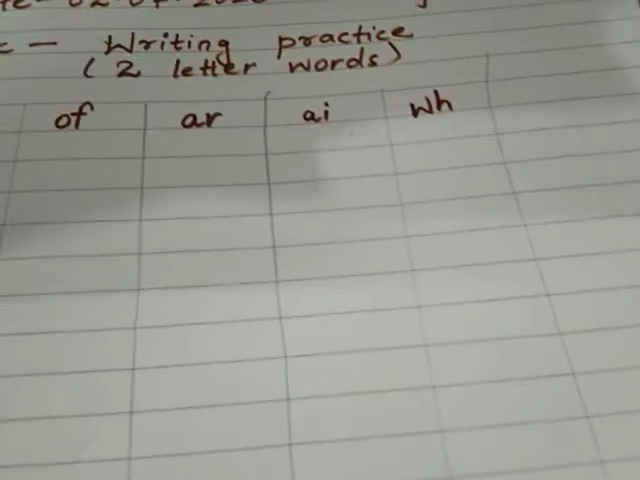 Writing practice
(2 letter words)
of ar ai wh